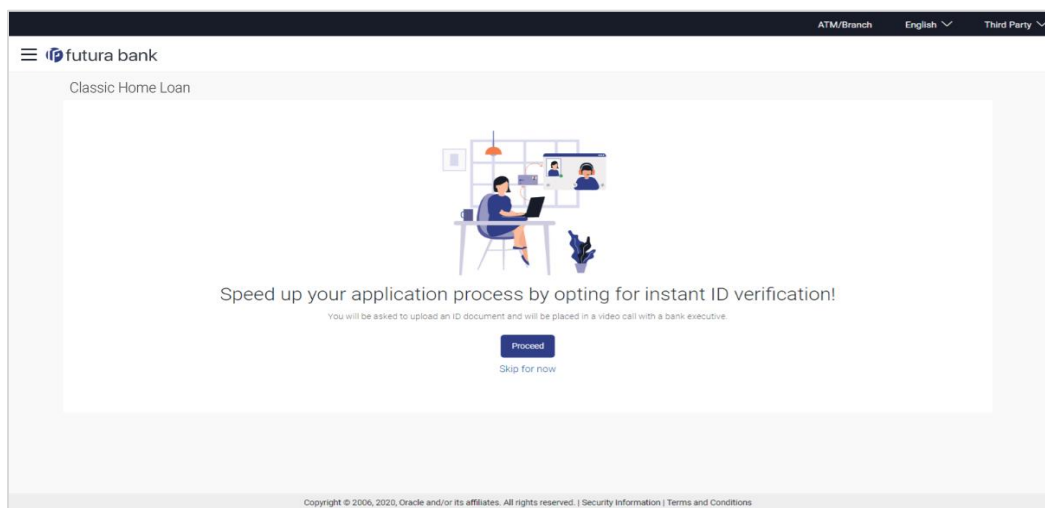 ATM/Branch English Third Party
futura bank
Classic Home Loan
Speed up your application process by opting for instant ID verification!
You will be asked to upload an ID document and will be placed in a video call with a bank executive.
Proceed
Skip for now
Copyright © 2006, 2020, Oracle and/or its affiliates. All rights reserved. | Security Information | Terms and Conditions